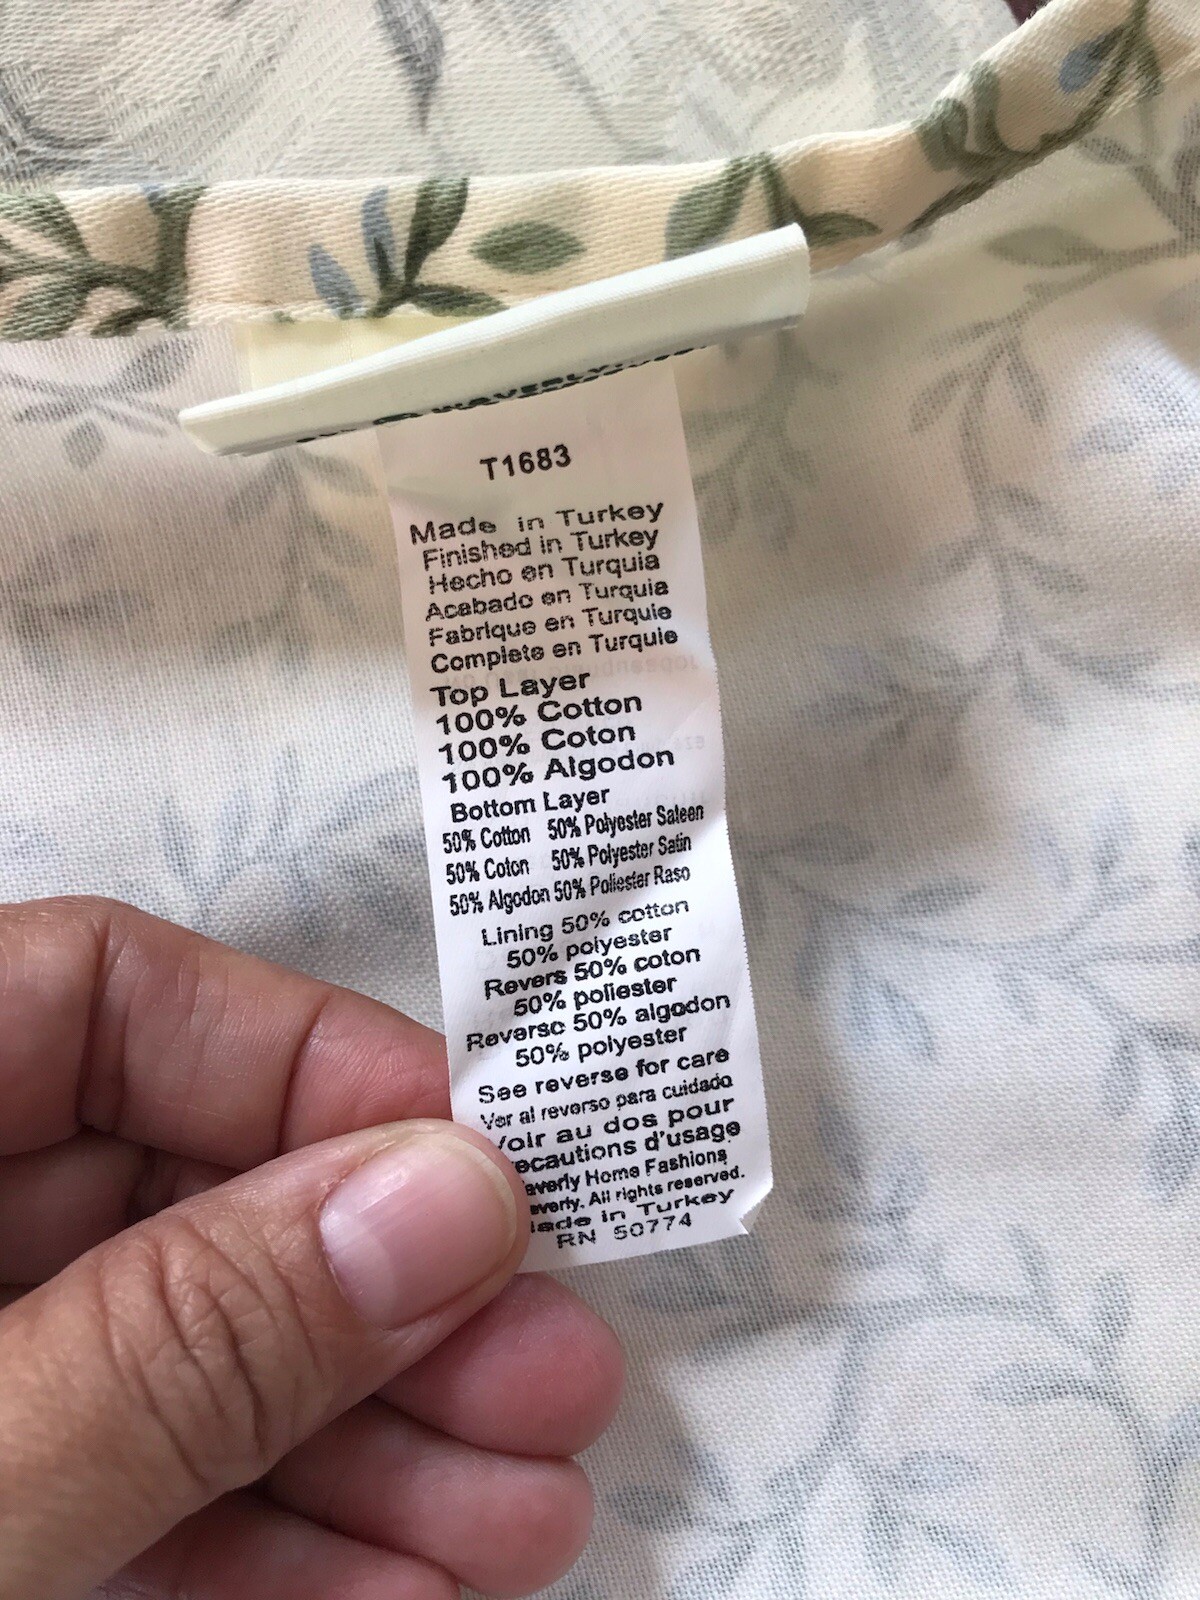 WAVERLY
T1683
Made in Turkey
Finished in Turkey
Hecho en Turquia
Acabado en Turquia
Fabrique en Turquie
Complete en Turquie
Top Layer
100% Cotton
100% Coton
100% Algodon
Bottom Layer
50% Cotton 50% Polyester Sateen
50% Coton 50% Polyester Satin
50% Algodon 50% Poliester Raso
Lining 50% cotton
50% polyester
Revers 50% coton
50% poliester
Reverso 50% algodon
50% polyester
See reverse for care
Ver al reverso para cuidado
Voir au dos pour
ecautions d'usage
averly Home Fashions
everly. All rights reserved.
ade in Turkey
RN 50774